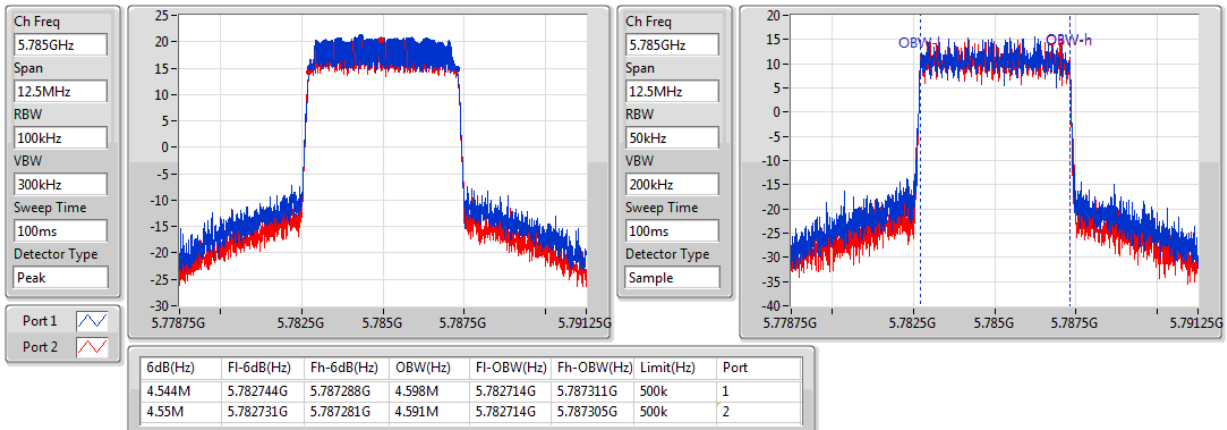 Ch Freq
5.785GHz
Span
12.5MHz
RBW
100kHz
VBW
300kHz
Sweep Time
100ms
Detector Type
Peak
Port 1
Port 2
25
20
15
10
5
0
-5
-10
-15
-20
-25
-30
5.77875G 5.7825G 5.785G 5.7875G 5.79125G
Ch Freq
5.785GHz
Span
12.5MHz
RBW
50kHz
VBW
200kHz
Sweep Time
100ms
Detector Type
Sample
20
15
10
5
0
-5
-10
-15
-20
-25
-30
-35
-40
OBW-l OBW-h
5.77875G 5.7825G 5.785G 5.7875G 5.79125G
6dB(Hz) Fl-6dB(Hz) Fh-6dB(Hz) OBW(Hz) Fl-OBW(Hz) Fh-OBW(Hz) Limit(Hz) Port
4.544M 5.782744G 5.787288G 4.598M 5.782714G 5.787311G 500k 1
4.55M 5.782731G 5.787281G 4.591M 5.782714G 5.787305G 500k 2